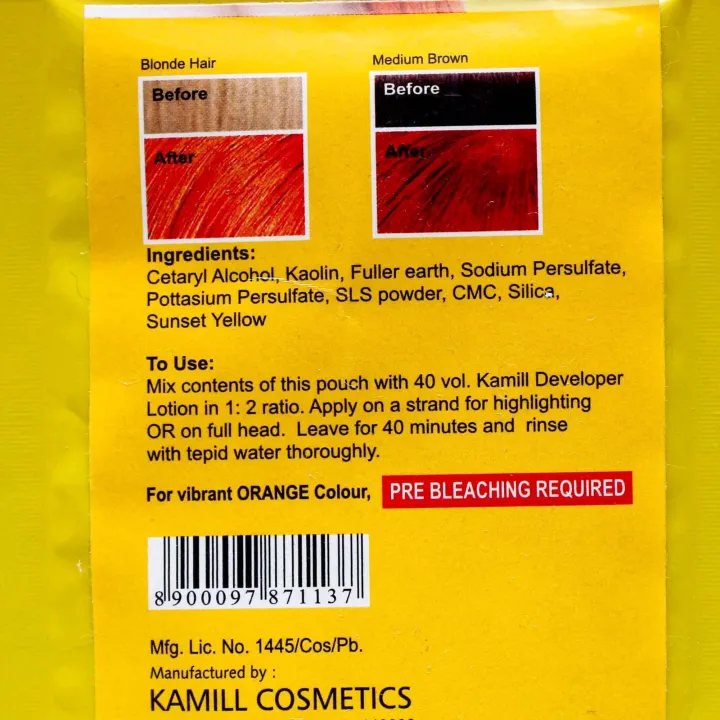 Blonde Hair
Medium Brown
Before
Before
After
After
Ingredients:
Cetaryl Alcohol, Kaolin, Fuller earth, Sodium Persulfate,
Pottasium Persulfate, SLS powder, CMC, Silica,
Sunset Yellow
To Use:
Mix contents of this pouch with 40 vol. Kamill Developer
Lotion in 1: 2 ratio. Apply on a strand for highlighting
OR on full head. Leave for 40 minutes and rinse
with tepid water thoroughly.
For vibrant ORANGE Colour, PRE BLEACHING REQUIRED
8 900097 871137
Mfg. Lic. No. 1445/Cos/Pb.
Manufactured by :
KAMILL COSMETICS